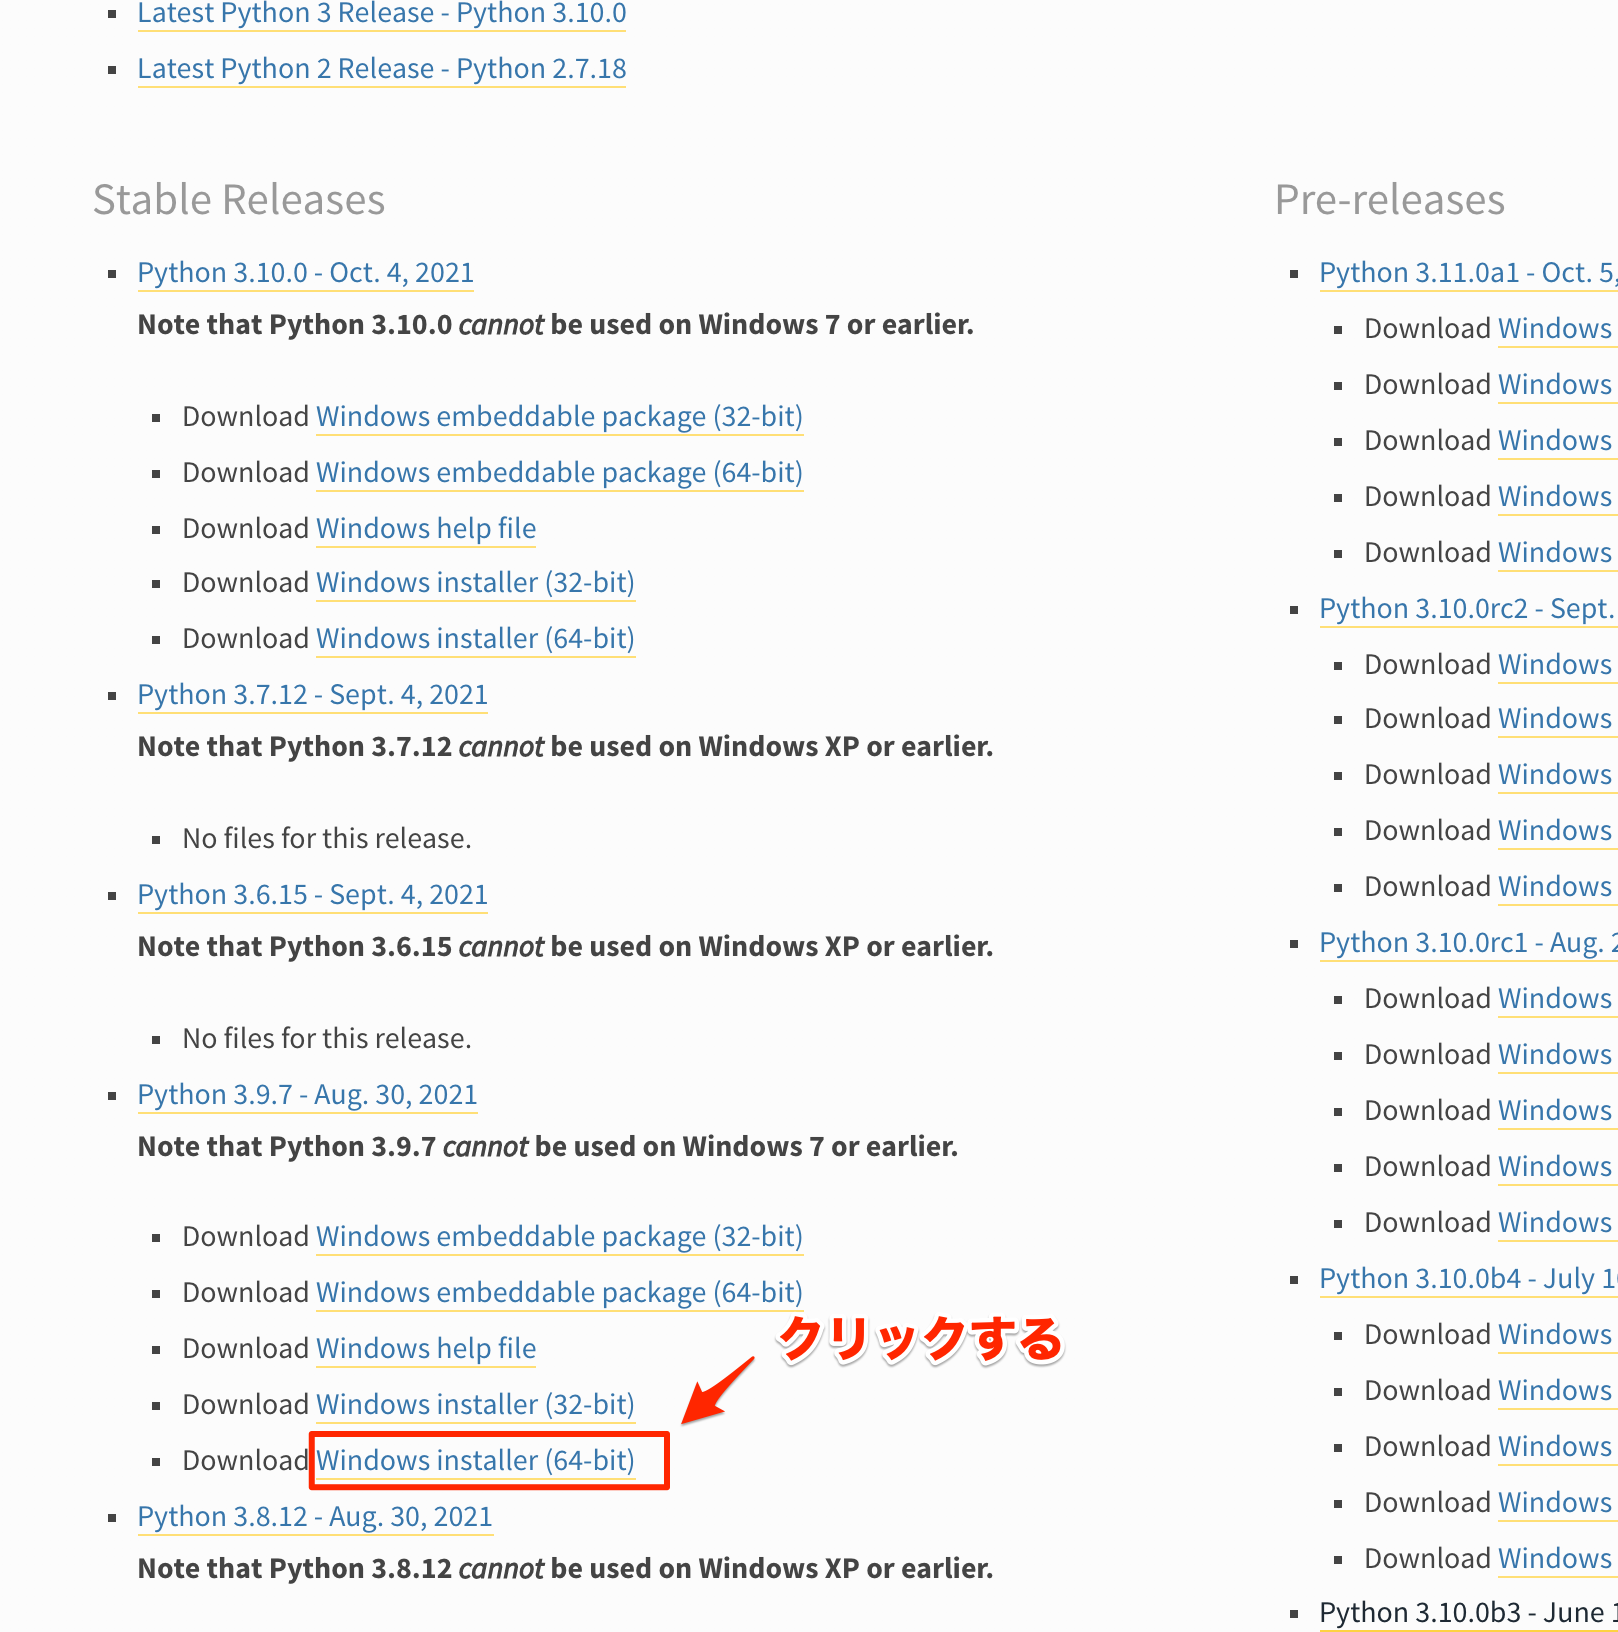 Latest Python 3 Release - Python 3.10.0
Latest Python 2 Release - Python 2.7.18
Stable Releases
Python 3.10.0 - Oct. 4, 2021
Note that Python 3.10.0 cannot be used on Windows 7 or earlier.
Download Windows embeddable package (32-bit)
Download Windows embeddable package (64-bit)
Download Windows help file
Download Windows installer (32-bit)
Download Windows installer (64-bit)
Python 3.7.12 - Sept. 4, 2021
Note that Python 3.7.12 cannot be used on Windows XP or earlier.
No files for this release.
Python 3.6.15 - Sept. 4, 2021
Note that Python 3.6.15 cannot be used on Windows XP or earlier.
No files for this release.
Python 3.9.7 - Aug. 30, 2021
Note that Python 3.9.7 cannot be used on Windows 7 or earlier.
Download Windows embeddable package (32-bit)
Download Windows embeddable package (64-bit)
クリックする
Download Windows help file
Download Windows installer (32-bit)
Download Windows installer (64-bit)
Python 3.8.12 - Aug. 30, 2021
Note that Python 3.8.12 cannot be used on Windows XP or earlier.
Pre-releases
Python 3.11.0a1 - Oct. 5,
Download Windows
Download Windows
Download Windows
Download Windows
Download Windows
Python 3.10.0rc2 - Sept.
Download Windows
Download Windows
Download Windows
Download Windows
Download Windows
Python 3.10.0rc1 - Aug.
Download Windows
Download Windows
Download Windows
Download Windows
Download Windows
Python 3.10.0b4 - July
Download Windows
Download Windows
Download Windows
Download Windows
Download Windows
Python 3.10.0b3 - June